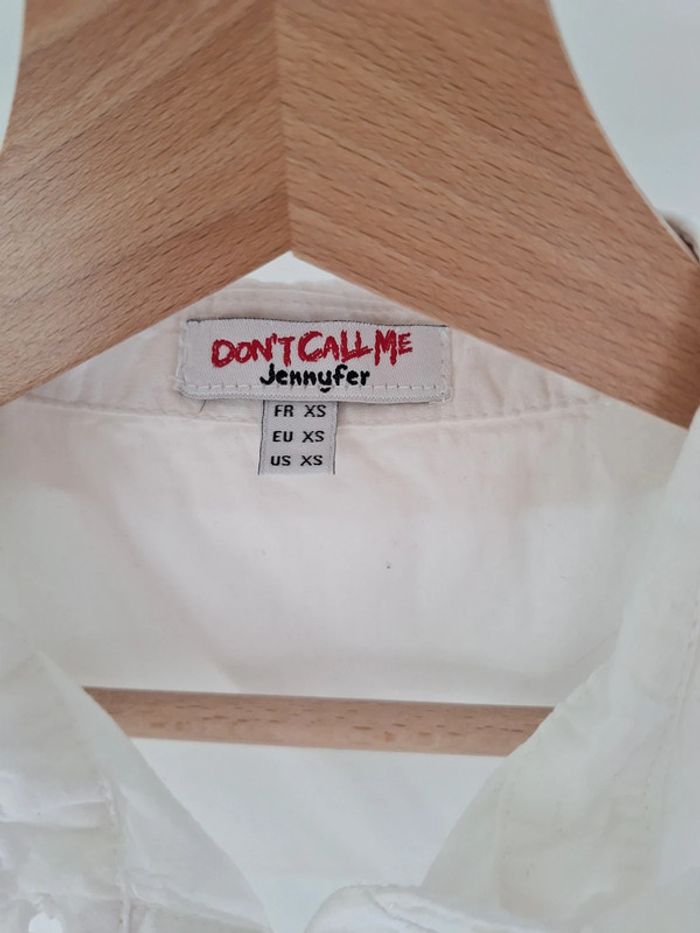 DON'T CALL ME
Jennyfer
FR XS
EU XS
US XS